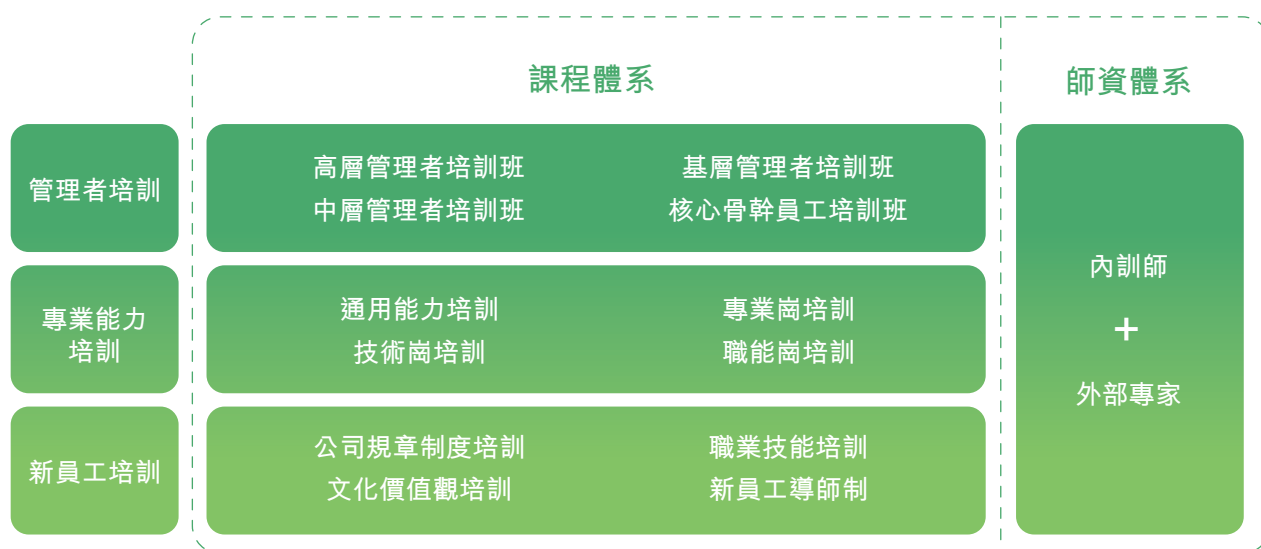 課程體系
師資體系
管理者培訓
高層管理者培訓班
基層管理者培訓班
中層管理者培訓班
核心骨幹員工培訓班
專業能力
培訓
通用能力培訓
專業崗培訓
技術崗培訓
職能崗培訓
新員工培訓
公司規章制度培訓
職業技能培訓
文化價值觀培訓
新員工導師制
內訓師
+
外部專家